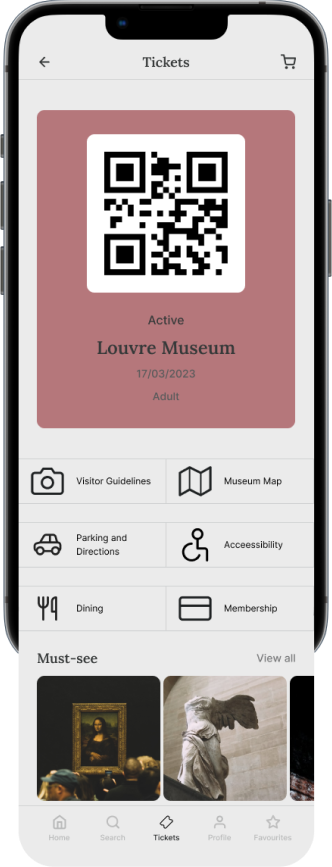 Tickets
Active
Louvre Museum
17/03/2023
Adult
Visitor Guidelines
Museum Map
Parking and
Directions
Acceessibility
Dining
Membership
Must-see
View all
Home
Search
Tickets
Profile
Favourites